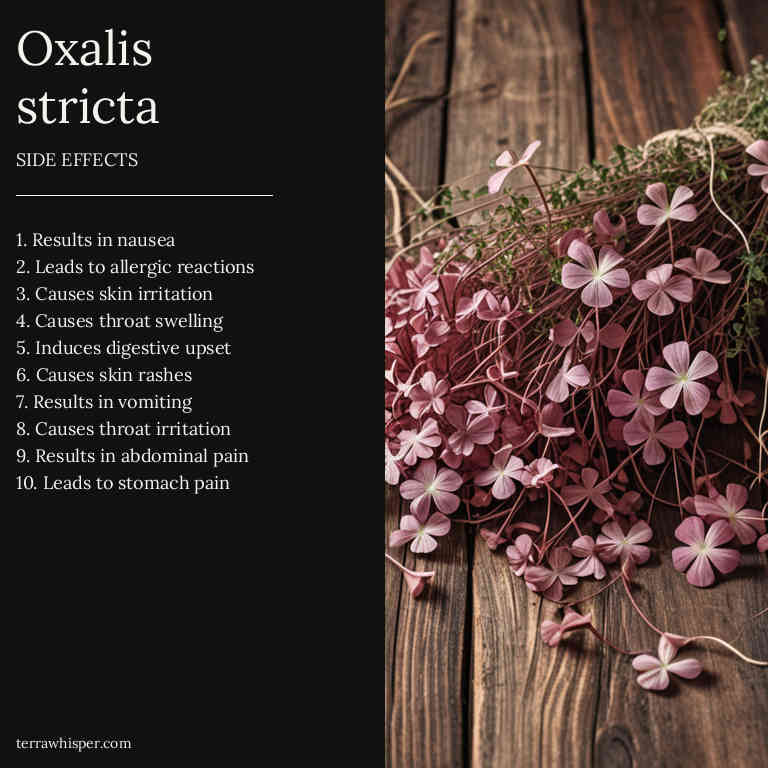 Oxalis
stricta
SIDE EFFECTS
1. Results in nausea
2. Leads to allergic reactions
3. Causes skin irritation
4. Causes throat swelling
5. Induces digestive upset
6. Causes skin rashes
7. Results in vomiting
8. Causes throat irritation
9. Results in abdominal pain
10. Leads to stomach pain
terrawhisper.com